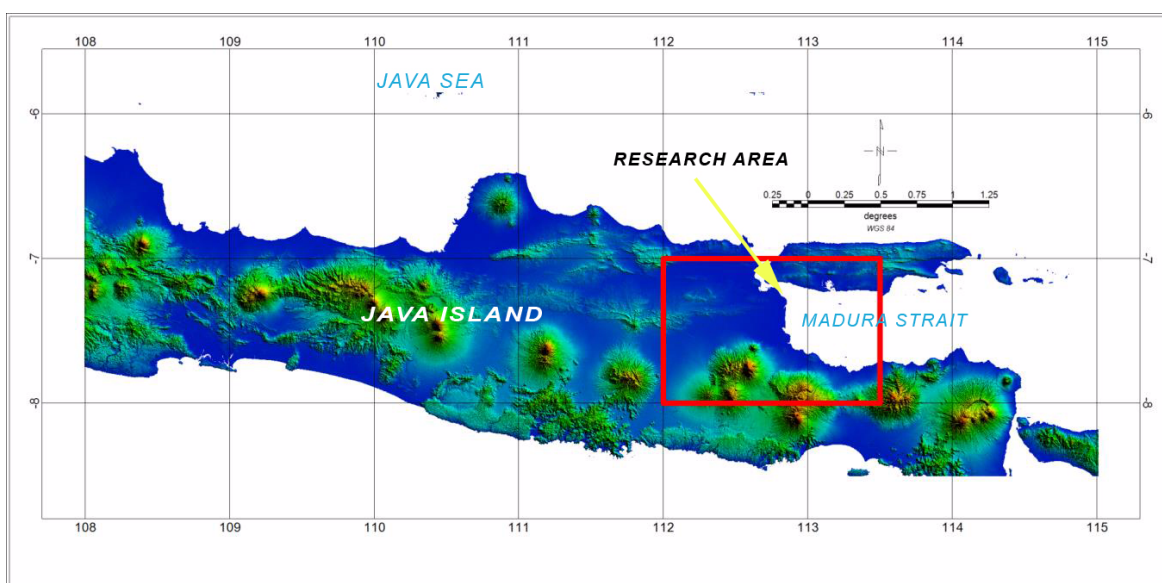 108 109 110 111 112 113 114 115
JAVA SEA
-6 -6
N
RESEARCH AREA
0.25 0 0.25 0.5 0.75 1 1.25
degrees
WGS 84
-7 -7
JAVA ISLAND
MADURA STRAIT
-8 -8
108 109 110 111 112 113 114 115